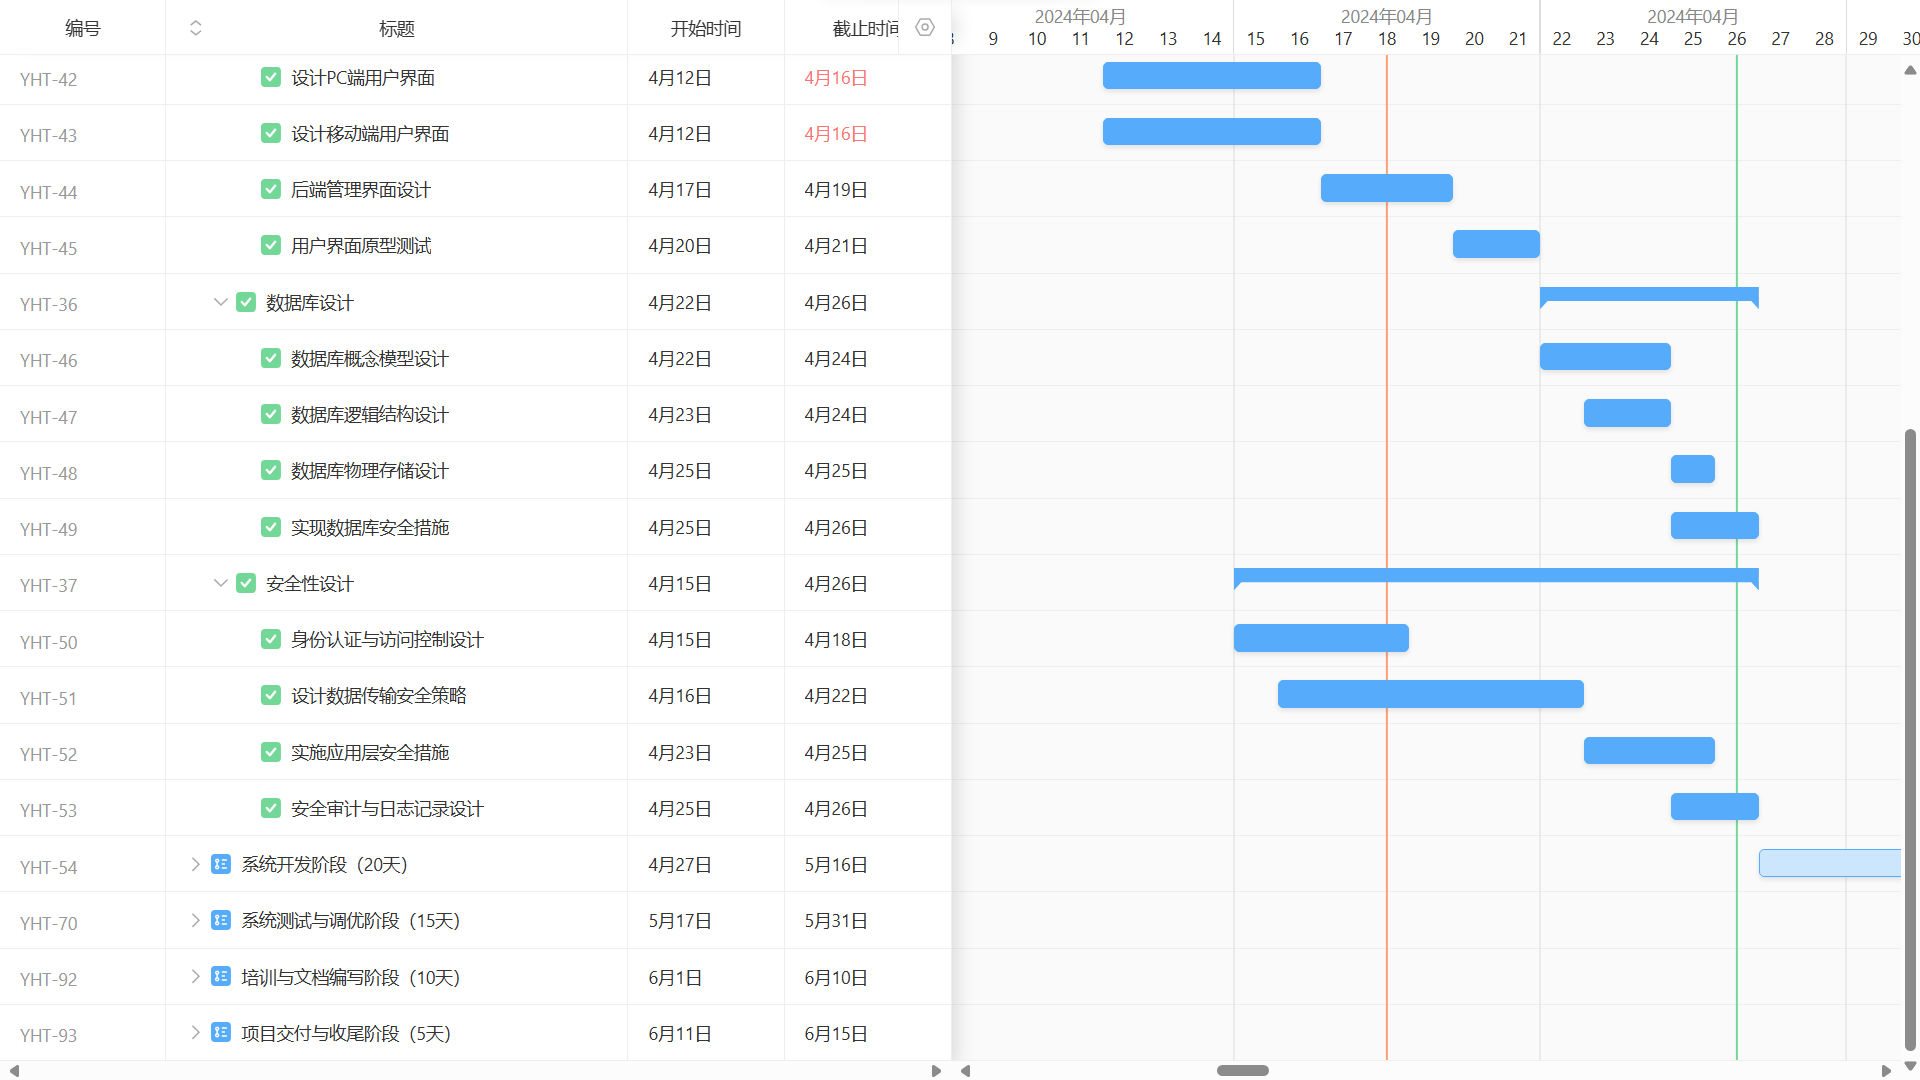 编号 标题 开始时间 截止时间 2024年04月 2024年04月 2024年04月
9 10 11 12 13 14 15 16 17 18 19 20 21 22 23 24 25 26 27 28 29 30
YHT-42 设计PC端用户界面 4月12日 4月16日
YHT-43 设计移动端用户界面 4月12日 4月16日
YHT-44 后端管理界面设计 4月17日 4月19日
YHT-45 用户界面原型测试 4月20日 4月21日
YHT-36 数据库设计 4月22日 4月26日
YHT-46 数据库概念模型设计 4月22日 4月24日
YHT-47 数据库逻辑结构设计 4月23日 4月24日
YHT-48 数据库物理存储设计 4月25日 4月25日
YHT-49 实现数据库安全措施 4月25日 4月26日
YHT-37 安全性设计 4月15日 4月26日
YHT-50 身份认证与访问控制设计 4月15日 4月18日
YHT-51 设计数据传输安全策略 4月16日 4月22日
YHT-52 实施应用层安全措施 4月23日 4月25日
YHT-53 安全审计与日志记录设计 4月25日 4月26日
YHT-54 系统开发阶段（20天） 4月27日 5月16日
YHT-70 系统测试与调优阶段（15天） 5月17日 5月31日
YHT-92 培训与文档编写阶段（10天） 6月1日 6月10日
YHT-93 项目交付与收尾阶段（5天） 6月11日 6月15日